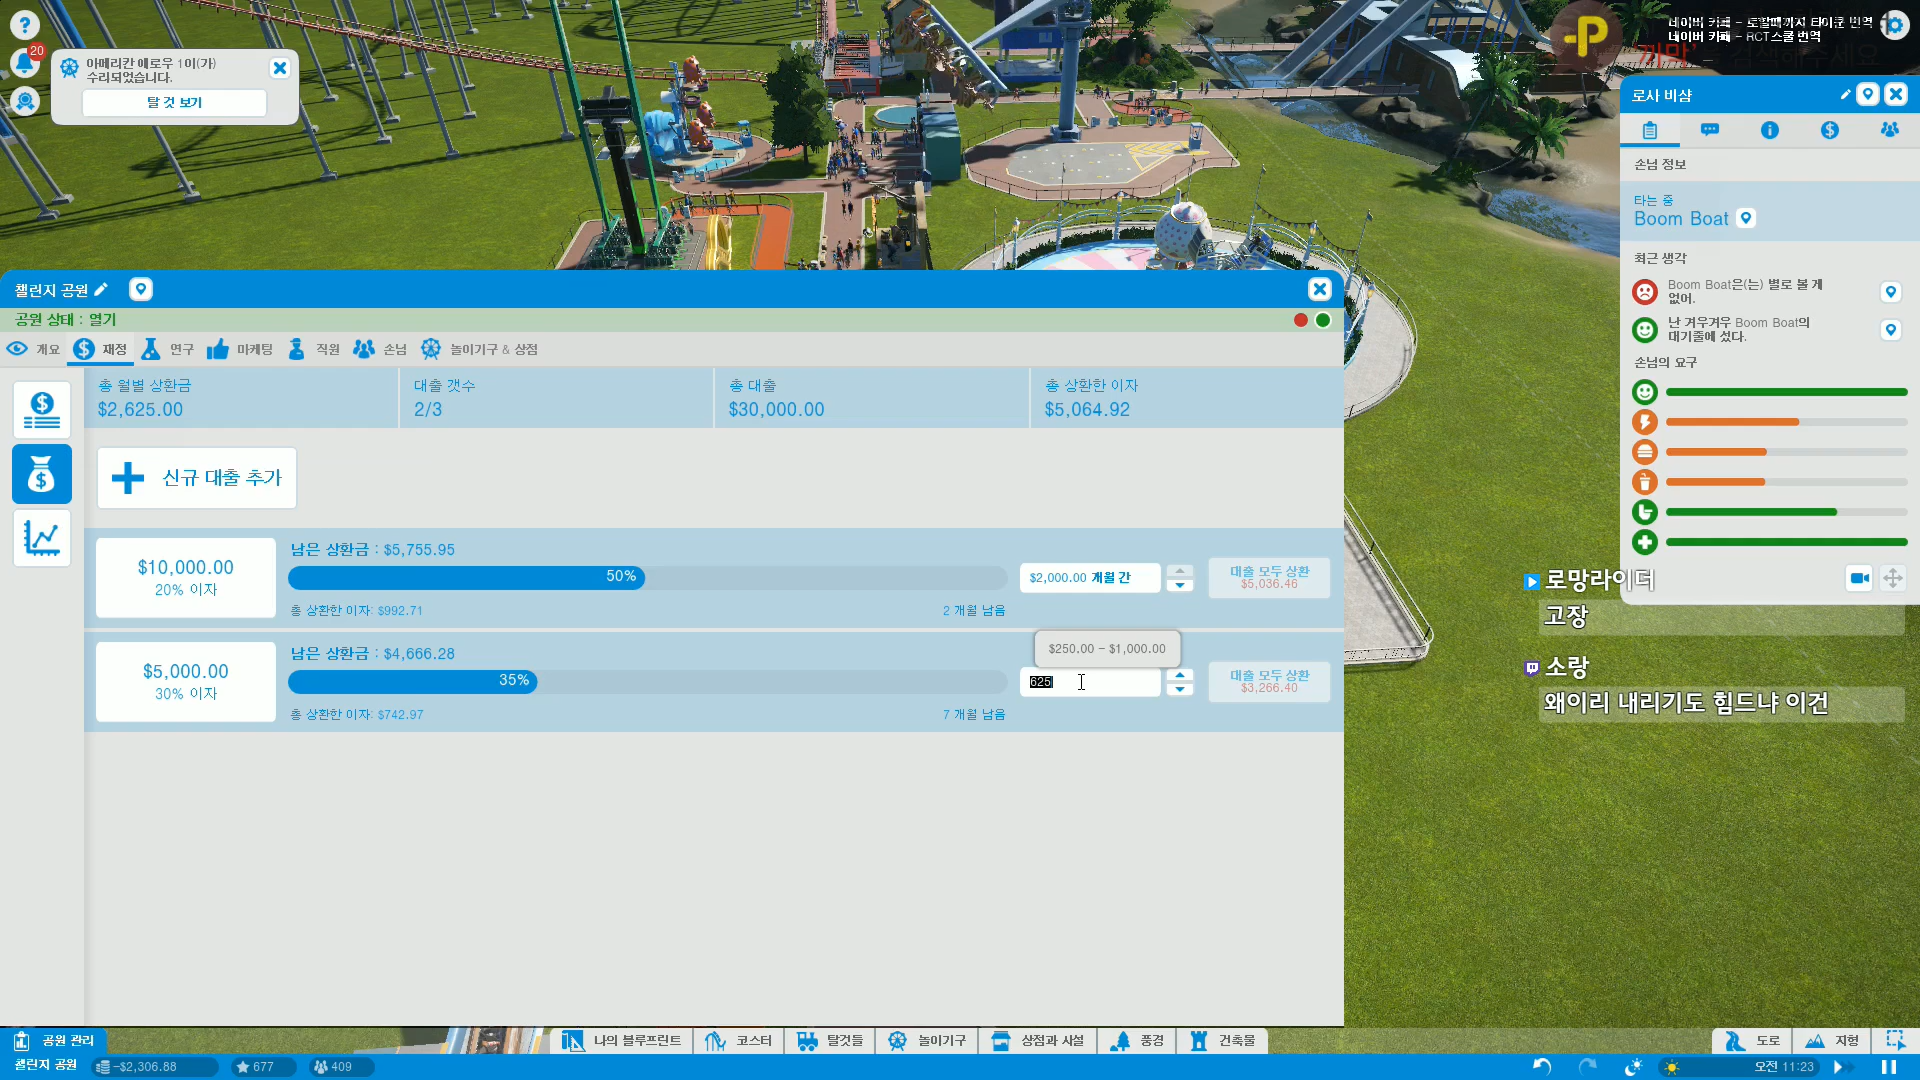 ?
20
아메리칸 애로우 1이(가)
수리되었습니다.
탈 것 보기
네이버 카페 - 로할때까지 타이쿤 번역
네이버 카페 - RCT스쿨 번역
로사 비샵
손님 정보
타는 중
Boom Boat
최근 생각
Boom Boat은(는) 별로 볼 게
없어.
난 겨우겨우 Boom Boat의
대기줄에 섰다.
손님의 요구
챌린지 공원
공원 상태 : 열기
개요
재정
연구
마케팅
직원
손님
놀이기구 & 상점
총 월별 상환금
$2,625.00
대출 갯수
2/3
총 대출
$30,000.00
총 상환한 이자
$5,064.92
신규 대출 추가
$10,000.00
20% 이자
남은 상환금 : $5,755.95
50%
총 상환한 이자: $992.71
2 개월 남음
$2,000.00 개월 간
대출 모두 상환
$5,036.46
$5,000.00
30% 이자
남은 상환금 : $4,666.28
35%
총 상환한 이자: $742.97
7 개월 남음
$250.00 - $1,000.00
625
대출 모두 상환
$3,266.40
로망라이더
고장
소랑
왜이리 내리기도 힘드냐 이건
공원 관리
나의 블루프린트
코스터
탈것들
놀이기구
상점과 시설
풍경
건축물
도로
지형
챌린지 공원
-$2,306.88
677
409
오전 11:23